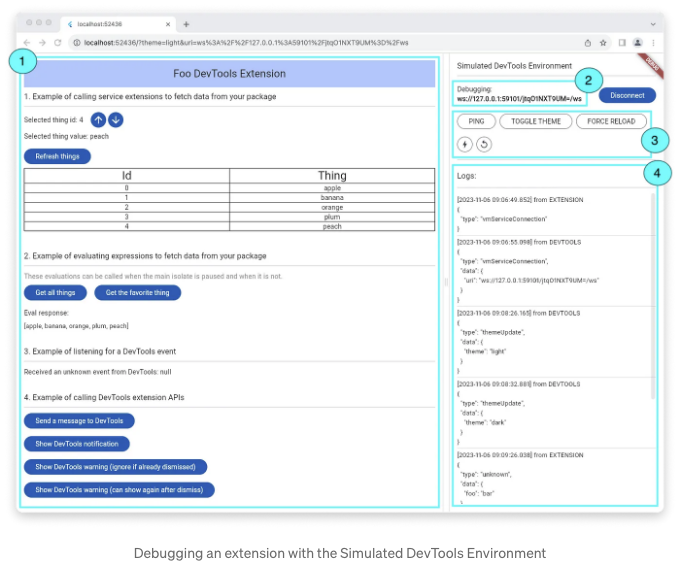 localhost:52436
localhost:52436/?theme=light&uri=ws%3A%2F%2F127.0.0.1%3A59101%2FjtqO1NXT9UM%3D%2Fws
1
Foo DevTools Extension
1. Example of calling service extensions to fetch data from your package
Selected thing id: 4
Selected thing value: peach
Refresh things
Id Thing
0 apple
1 banana
2 orange
3 plum
4 peach
2. Example of evaluating expressions to fetch data from your package
These evaluations can be called when the main isolate is paused and when it is not.
Get all things Get the favorite thing
Eval response:
[apple, banana, orange, plum, peach]
3. Example of listening for a DevTools event
Received an unknown event from DevTools: null
4. Example of calling DevTools extension APIs
Send a message to DevTools
Show DevTools notification
Show DevTools warning (ignore if already dismissed)
Show DevTools warning (can show again after dismiss)
Simulated DevTools Environment
2
Debugging:
ws://127.0.0.1:59101/jtqO1NXT9UM=/ws
Disconnect
PING TOGGLE THEME FORCE RELOAD
3
4
Logs:
[2023-11-06 09:06:49.852] from EXTENSION
{
"type": "vmServiceConnection"
}
[2023-11-06 09:06:55.098] from DEVTOOLS
{
"type": "vmServiceConnection",
"data": {
"uri": "ws://127.0.0.1:59101/jtqO1NXT9UM=/ws"
}
}
[2023-11-06 09:08:26.165] from DEVTOOLS
{
"type": "themeUpdate",
"data": {
"theme": "light"
}
}
[2023-11-06 09:08:32.885] from DEVTOOLS
{
"type": "themeUpdate",
"data": {
"theme": "dark"
}
}
[2023-11-06 09:09:26.038] from EXTENSION
{
"type": "unknown",
"data": {
"foo": "bar"
}
Debugging an extension with the Simulated DevTools Environment